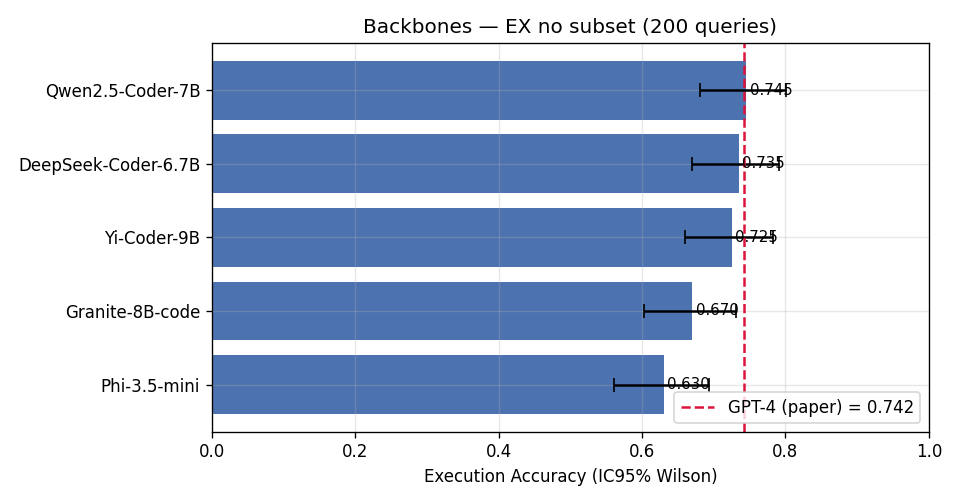 Backbones — EX no subset (200 queries)
Qwen2.5-Coder-7B
0.745
DeepSeek-Coder-6.7B
0.735
Yi-Coder-9B
0.725
Granite-8B-code
0.670
Phi-3.5-mini
0.630
GPT-4 (paper) = 0.742
0.0 0.2 0.4 0.6 0.8 1.0
Execution Accuracy (IC95% Wilson)